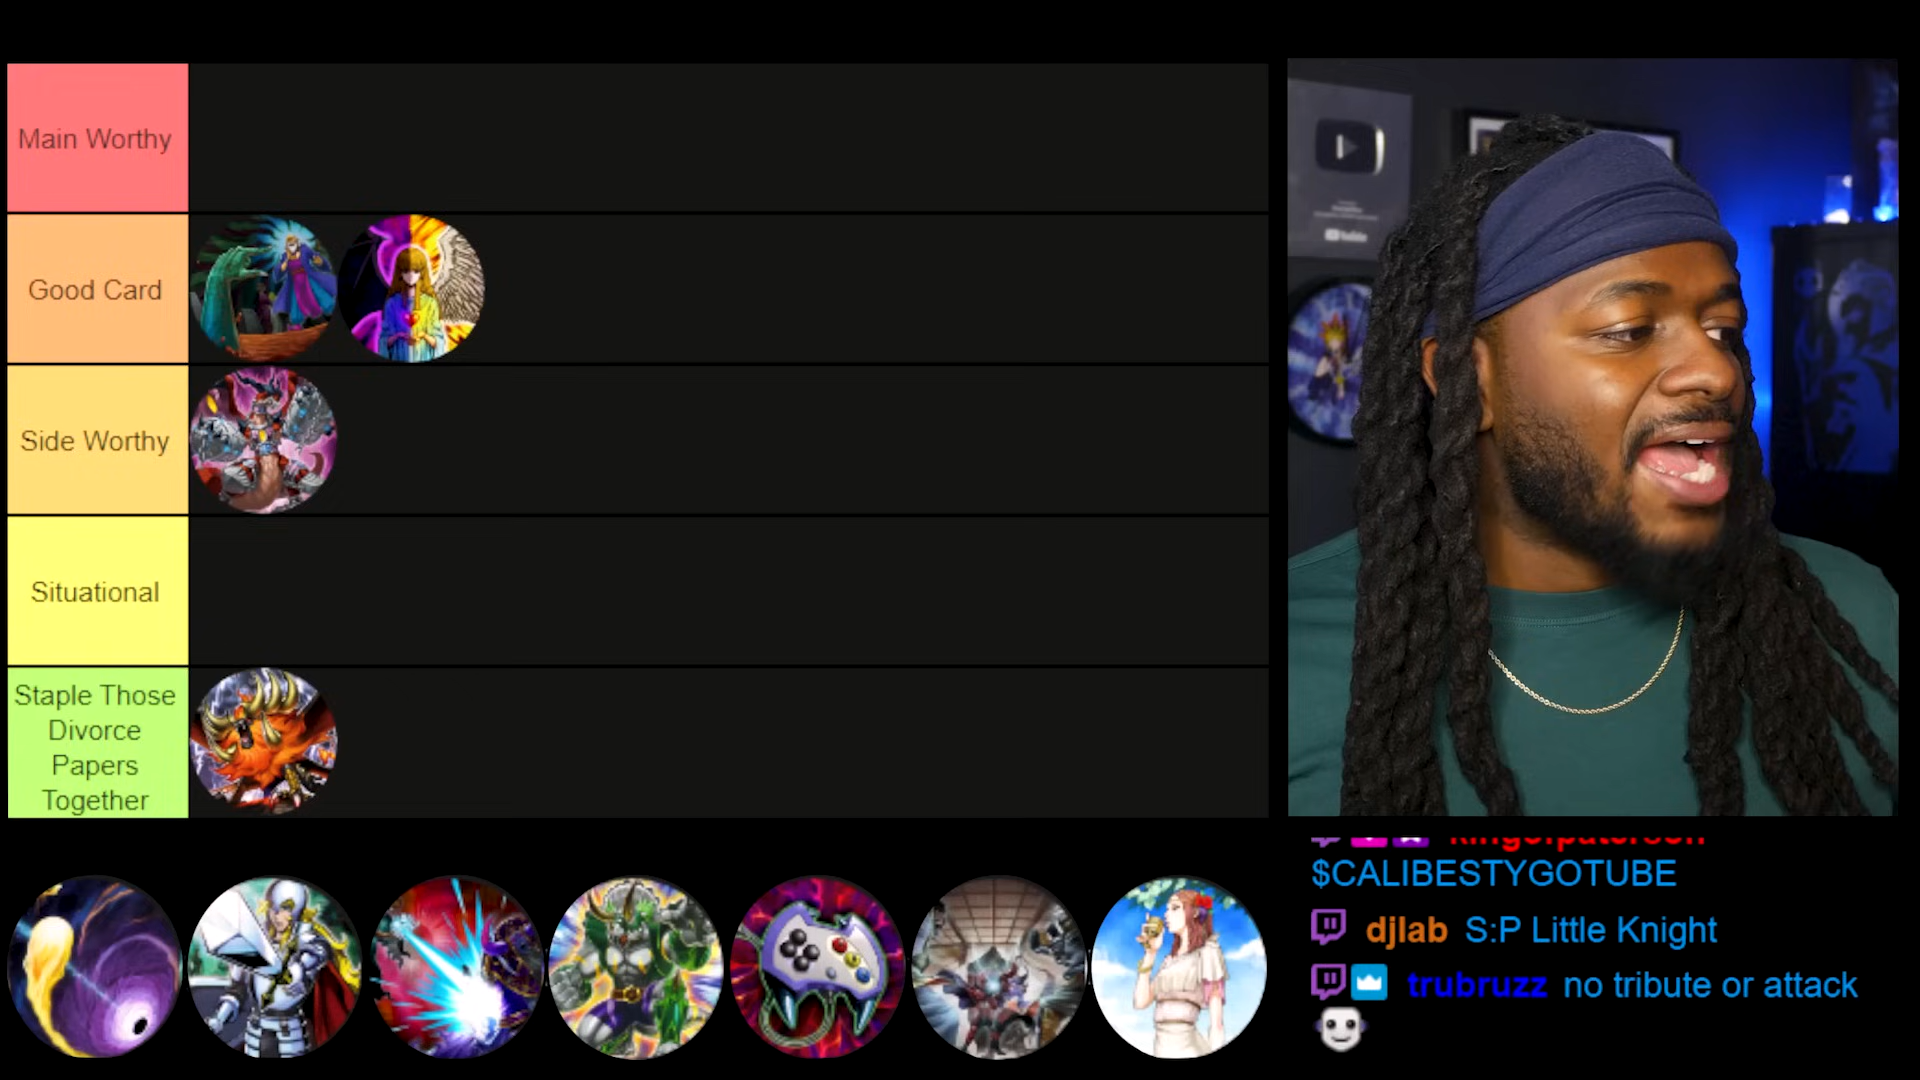 Main Worthy
Good Card
Side Worthy
Situational
Staple Those
Divorce
Papers
Together
$CALIBESTYGOTUBE
djlab S:P Little Knight
trubruzz no tribute or attack